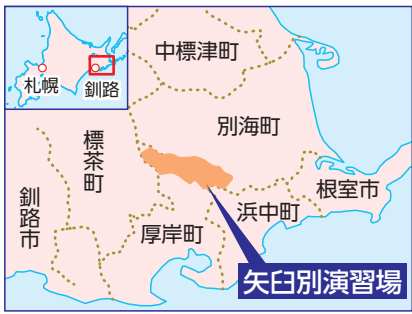 札幌
釧路
中標津町
別海町
標茶町
釧路市
厚岸町
浜中町
根室市
矢臼別演習場